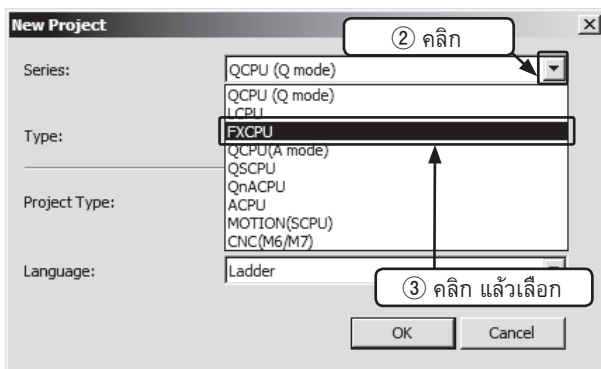 New Project
② คลิก
Series:
QCPU (Q mode)
QCPU (Q mode)
LCPU
Type:
FXCPU
QCPU(A mode)
QSCPU
QnACPU
Project Type:
ACPU
MOTION(SCPU)
CNC(M6/M7)
Language:
Ladder
③ คลิก แล้วเลือก
OK
Cancel